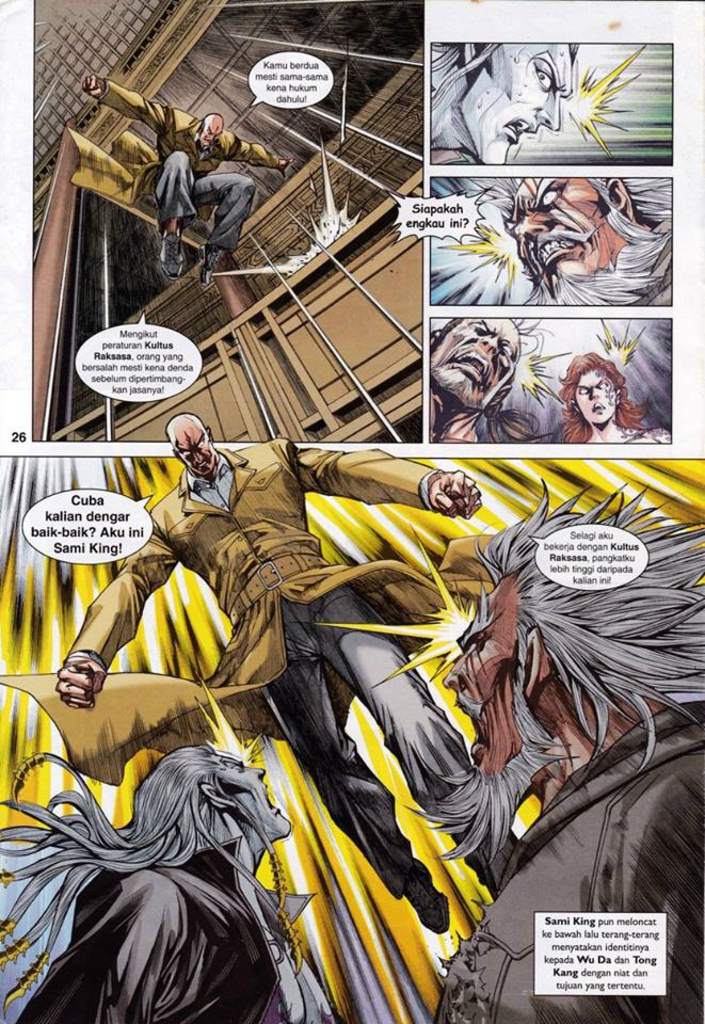 Kamu berdua
mesti sama-sama
kena hukum
dahulu!
Siapakah
engkau ini?
Mengikut
peraturan Kultus
Raksasa, orang yang
bersalah mesti kena denda
sebelum dipertimbang-
kan jasanya!
26
Cuba
kalian dengar
baik-baik? Aku ini
Sami King!
Selagi aku
bekerja dengan Kultus
Raksasa, pangkatku
lebih tinggi daripada
kalian ini!
Sami King pun meloncat
ke bawah lalu terang-terang
menyatakan identitinya
kepada Wu Da dan Tong
Kang dengan niat dan
tujuan yang tertentu.